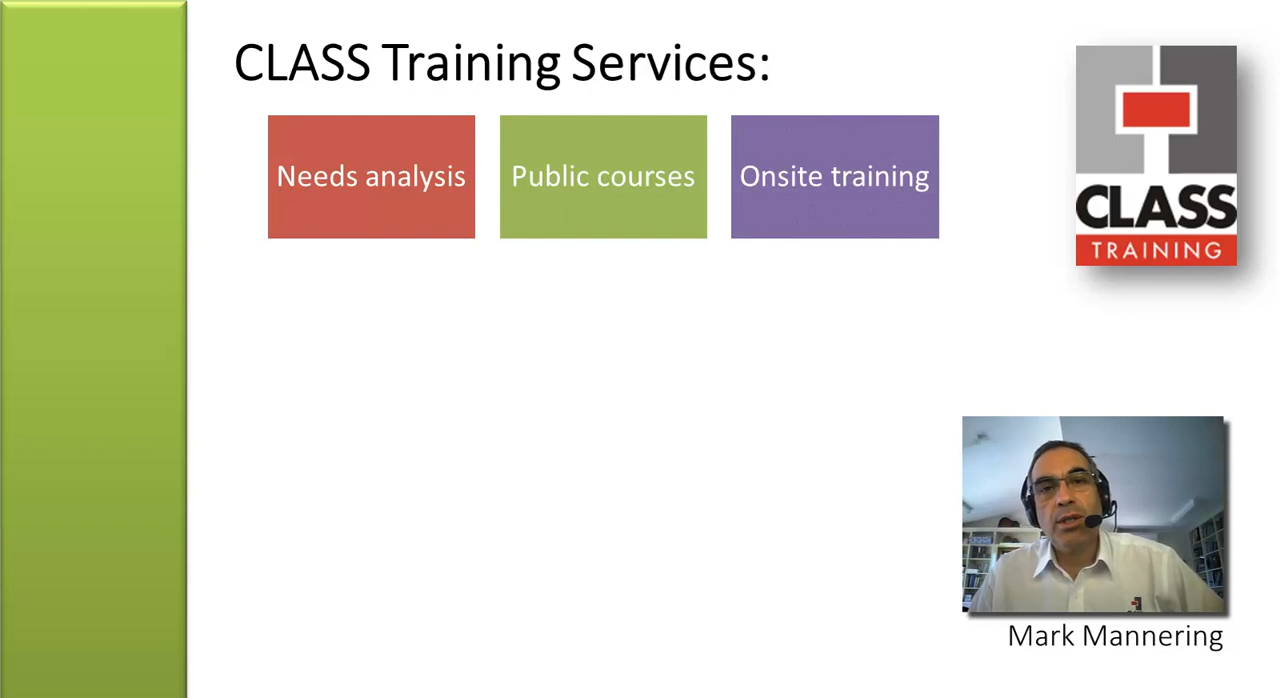 CLASS Training Services:
Needs analysis
Public courses
Onsite training
CLASS
TRAINING
Mark Mannering